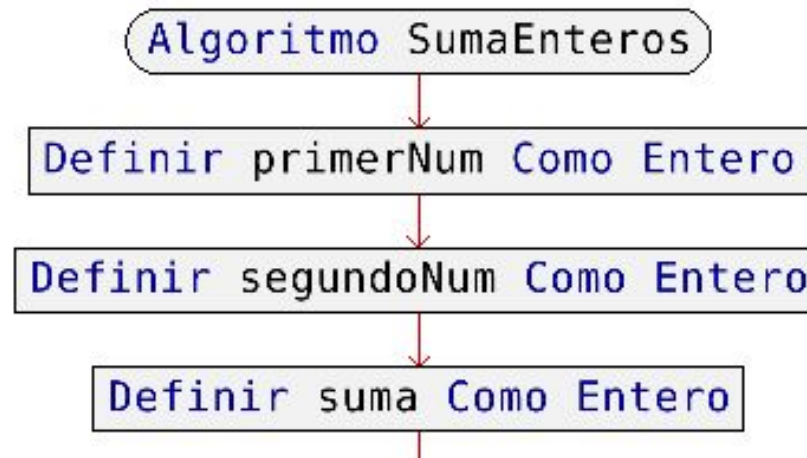 Algoritmo SumaEnteros
Definir primerNum Como Entero
Definir segundoNum Como Entero
Definir suma Como Entero